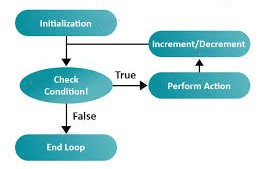 Initialization
Increment/Decrement
Check
Condition!
True
Perform Action
False
End Loop